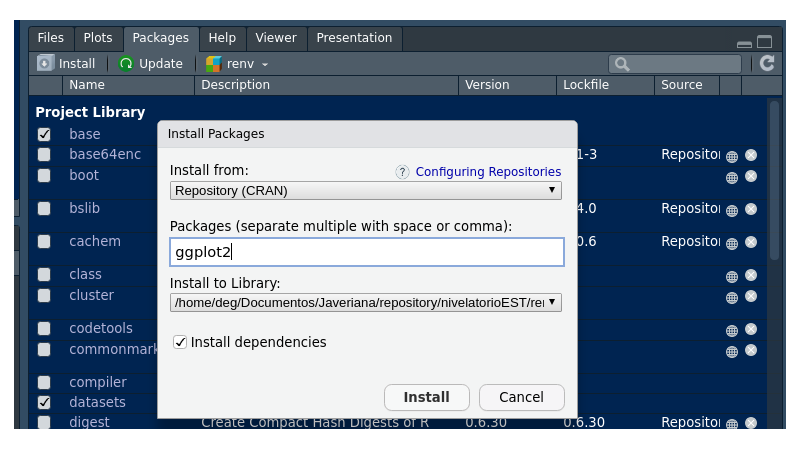 Files Plots Packages Help Viewer Presentation
Install Update renv
Name Description Version Lockfile Source
Project Library
base
base64enc 1-3 Repositor
boot
bslib 4.0 Repositor
cachem 0.6 Repositor
class
cluster
codetools
commonmark
compiler
datasets
digest Create Compact Hash Digests of R 0.6.30 0.6.30 Repositor
Install Packages
Install from:
? Configuring Repositories
Repository (CRAN)
Packages (separate multiple with space or comma):
ggplot2
Install to Library:
/home/deg/Documentos/Javeriana/repository/nivelatorioEST/rer
Install dependencies
Install Cancel